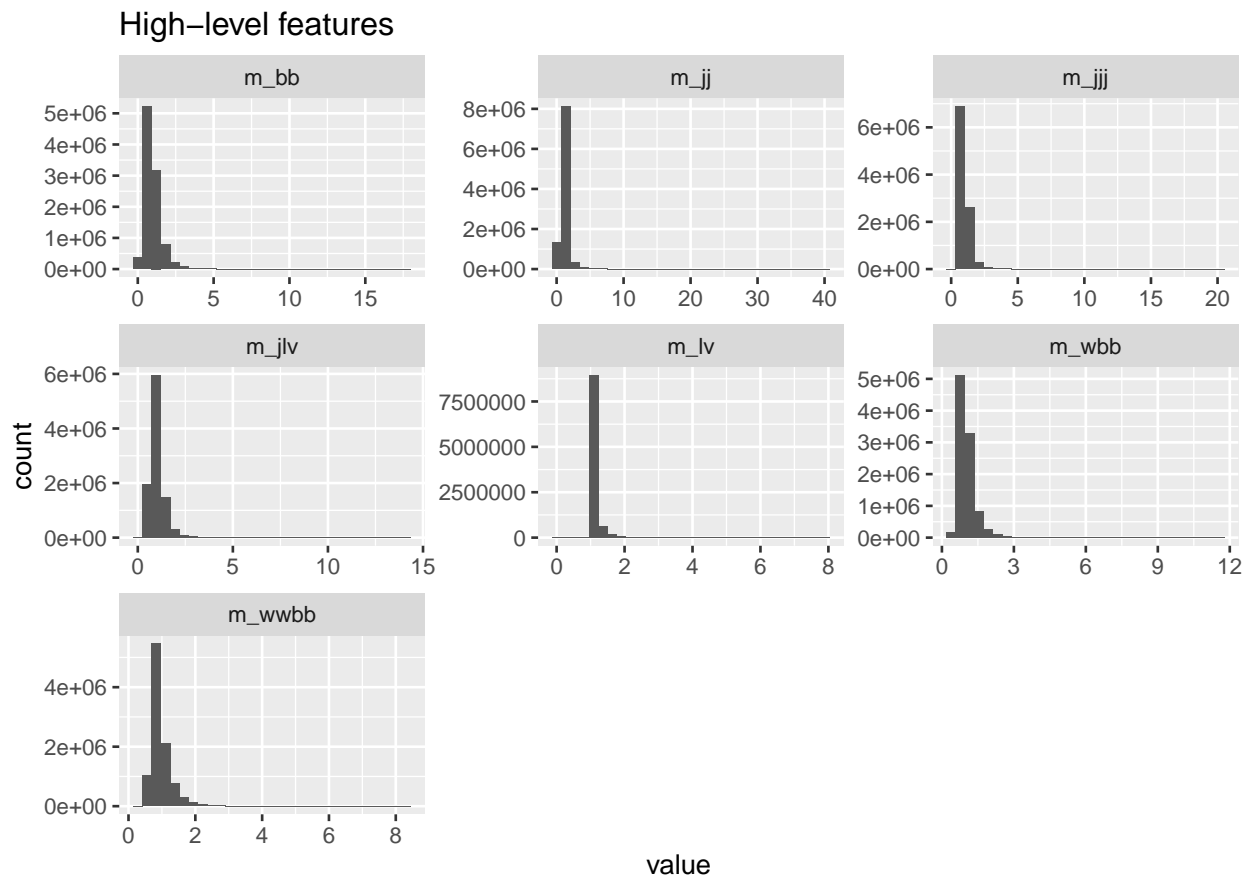 High−level features
m_bb
m_jj
m_jjj
5e+06
4e+06
3e+06
2e+06
1e+06
0e+00
8e+06
6e+06
4e+06
2e+06
0e+00
6e+06
4e+06
2e+06
0e+00
0 5 10 15
0 10 20 30 40
0 5 10 15 20
m_jlv
m_lv
m_wbb
6e+06
4e+06
2e+06
0e+00
7500000
5000000
2500000
0
5e+06
4e+06
3e+06
2e+06
1e+06
0e+00
0 5 10 15
0 2 4 6 8
0 3 6 9 12
m_wwbb
4e+06
2e+06
0e+00
0 2 4 6 8
count
value